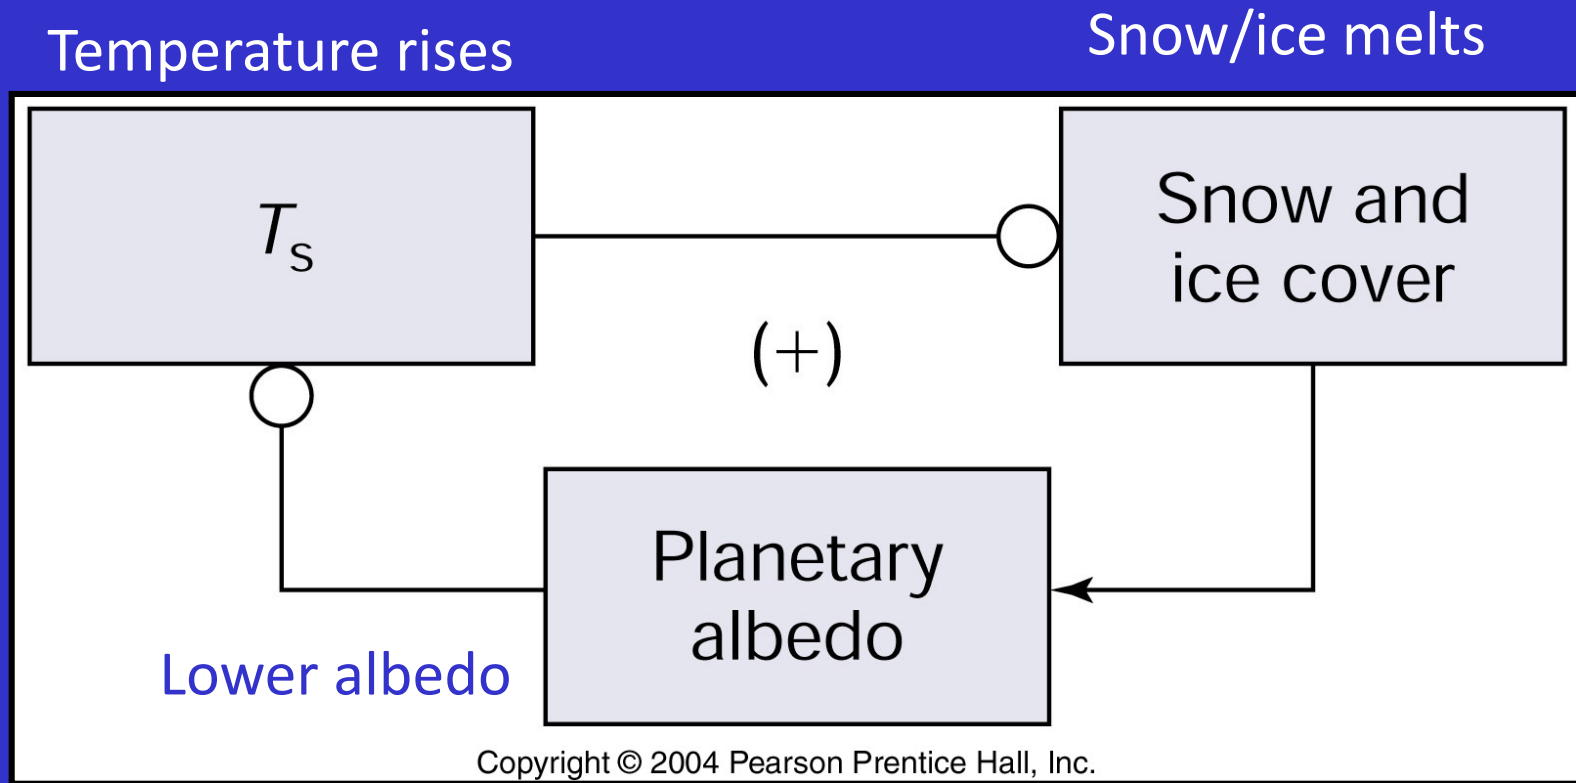 Temperature rises
Snow/ice melts
Ts
Snow and
ice cover
(+)
Planetary
albedo
Lower albedo
Copyright © 2004 Pearson Prentice Hall, Inc.